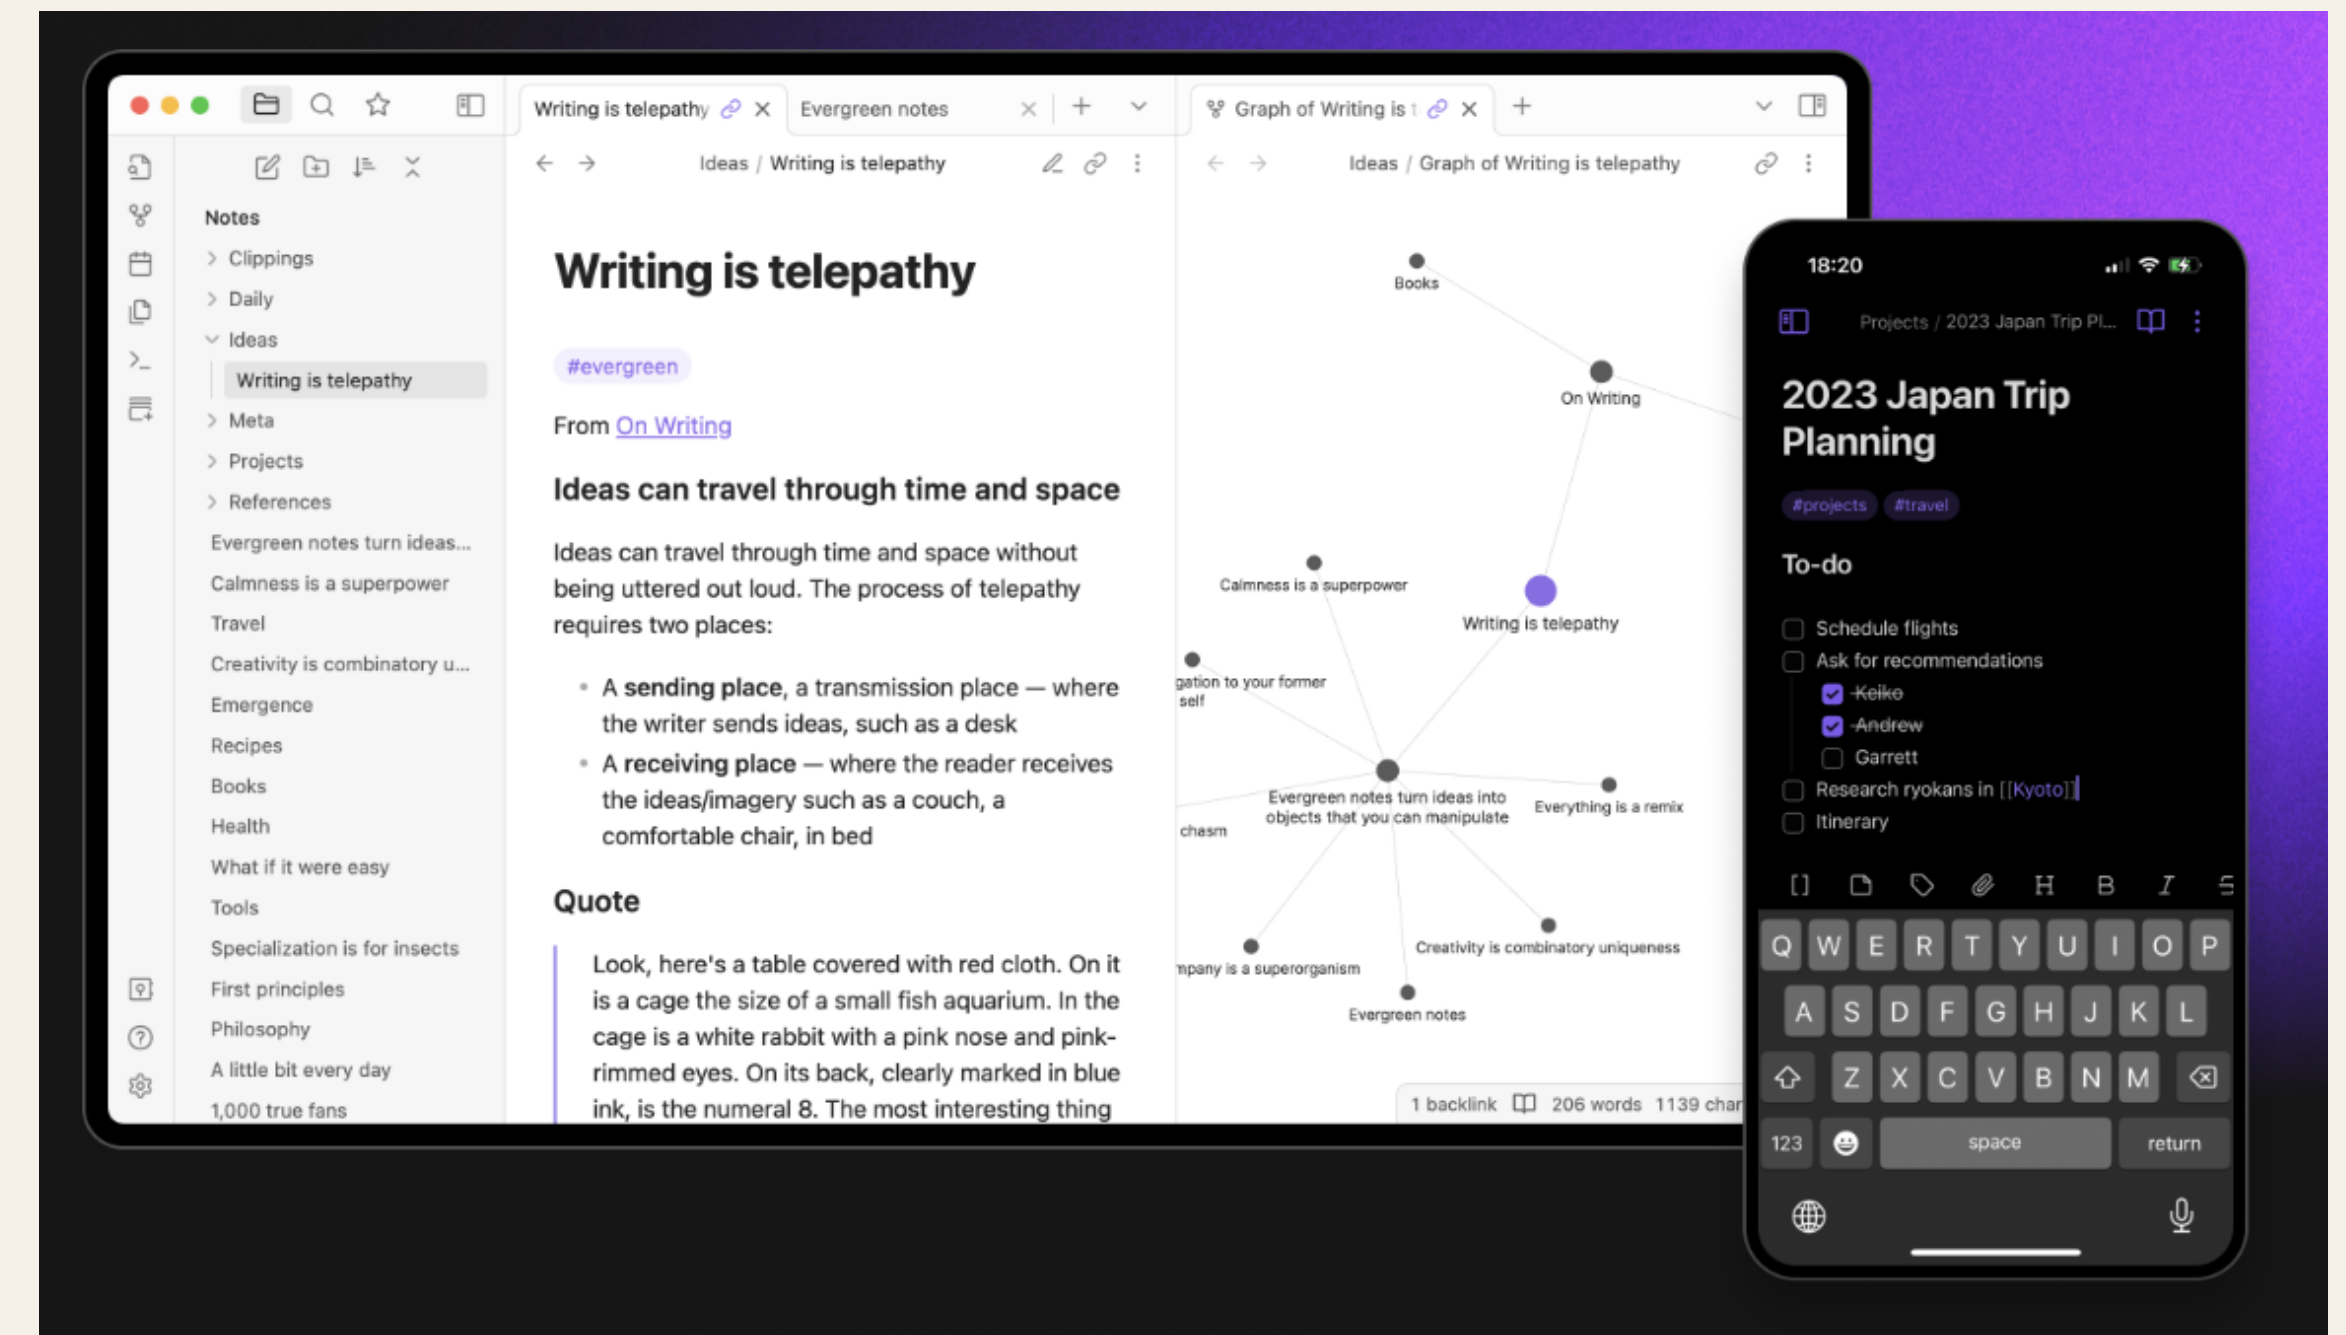 Writing is telepathy
Evergreen notes
Graph of Writing is t
Ideas / Writing is telepathy
Ideas / Graph of Writing is telepathy
Notes
Clippings
Daily
Ideas
Writing is telepathy
Meta
Projects
References
Evergreen notes turn ideas...
Calmness is a superpower
Travel
Creativity is combinatory u...
Emergence
Recipes
Books
Health
What if it were easy
Tools
Specialization is for insects
First principles
Philosophy
A little bit every day
1,000 true fans
Writing is telepathy
#evergreen
From On Writing
Ideas can travel through time and space
Ideas can travel through time and space without
being uttered out loud. The process of telepathy
requires two places:
• A sending place, a transmission place — where
the writer sends ideas, such as a desk
• A receiving place — where the reader receives
the ideas/imagery such as a couch, a
comfortable chair, in bed
Quote
Look, here's a table covered with red cloth. On it
is a cage the size of a small fish aquarium. In the
cage is a white rabbit with a pink nose and pink-
rimmed eyes. On its back, clearly marked in blue
ink, is the numeral 8. The most interesting thing
Books
On Writing
Calmness is a superpower
Writing is telepathy
gation to your former
self
Evergreen notes turn ideas into
objects that you can manipulate
Everything is a remix
chasm
Creativity is combinatory uniqueness
mpany is a superorganism
Evergreen notes
1 backlink 206 words 1139 char
18:20
Projects / 2023 Japan Trip Pl...
2023 Japan Trip
Planning
#projects #travel
To-do
Schedule flights
Ask for recommendations
Keiko
Andrew
Garrett
Research ryokans in [[Kyoto]]
Itinerary
[] H B I S
Q W E R T Y U I O P
A S D F G H J K L
Z X C V B N M
123 space return